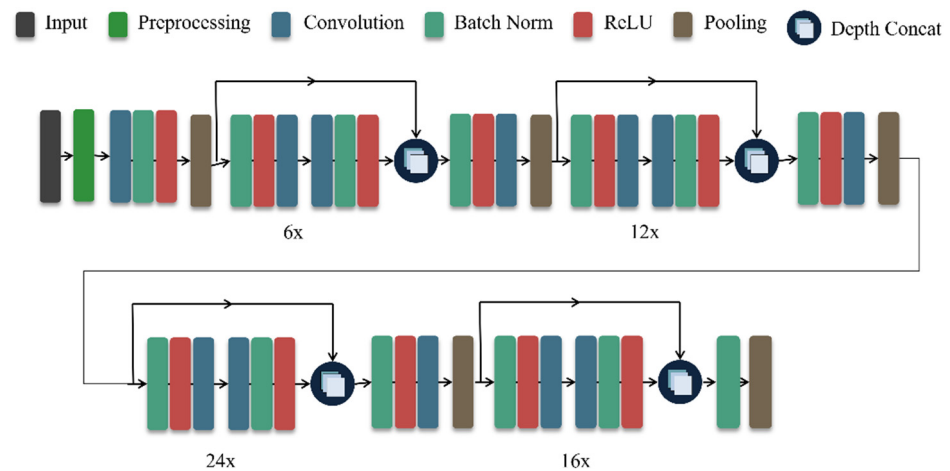 Input Preprocessing Convolution Batch Norm ReLU Pooling Depth Concat
6x 12x
24x 16x